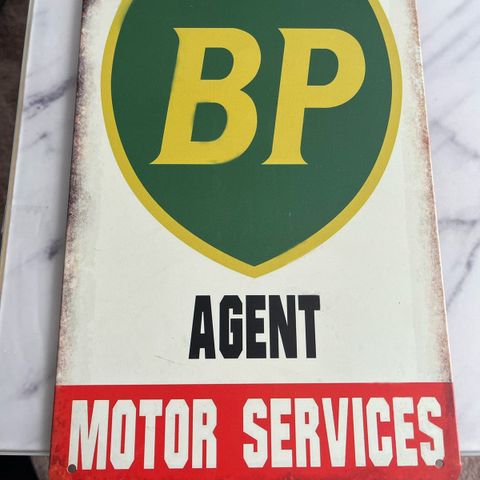 BP
AGENT
MOTOR SERVICES